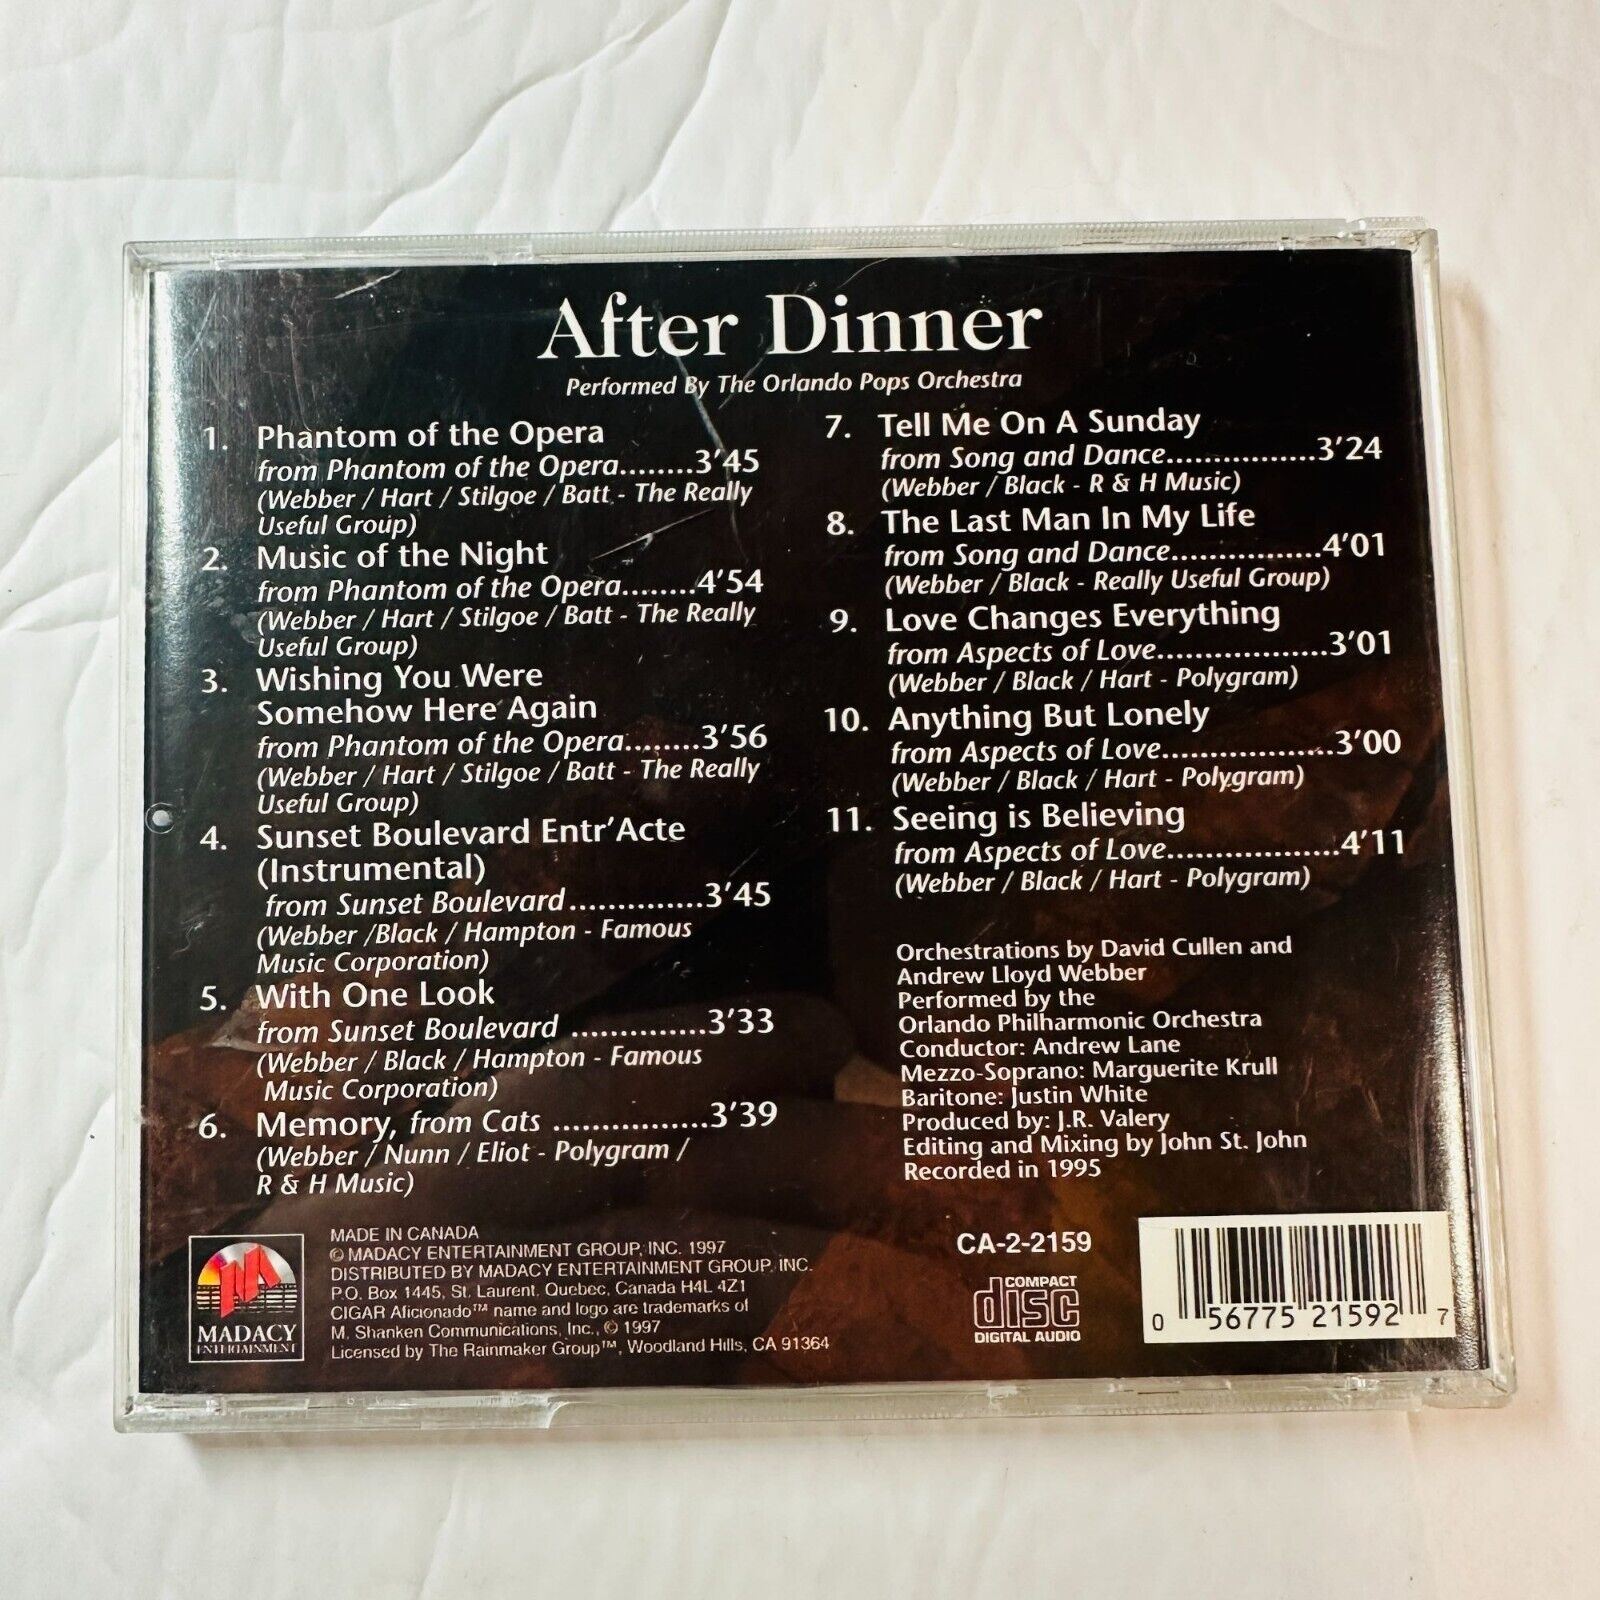 After Dinner
Performed By The Orlando Pops Orchestra
1. Phantom of the Opera
from Phantom of the Opera........3'45
(Webber / Hart / Stilgoe / Batt - The Really
Useful Group)
2. Music of the Night
from Phantom of the Opera........4'54
(Webber / Hart / Stilgoe / Batt - The Really
Useful Group)
3. Wishing You Were
Somehow Here Again
from Phantom of the Opera........3'56
(Webber / Hart / Stilgoe / Batt - The Really
Useful Group)
4. Sunset Boulevard Entr'Acte
(Instrumental)
from Sunset Boulevard..............3'45
(Webber /Black / Hampton - Famous
Music Corporation)
5. With One Look
from Sunset Boulevard ..............3'33
(Webber / Black / Hampton - Famous
Music Corporation)
6. Memory, from Cats ................3'39
(Webber / Nunn / Eliot - Polygram /
R & H Music)
7. Tell Me On A Sunday
from Song and Dance................3'24
(Webber / Black - R & H Music)
8. The Last Man In My Life
from Song and Dance................4'01
(Webber / Black - Really Useful Group)
9. Love Changes Everything
from Aspects of Love..................3'01
(Webber / Black / Hart - Polygram)
10. Anything But Lonely
from Aspects of Love..................3'00
(Webber / Black / Hart - Polygram)
11. Seeing is Believing
from Aspects of Love..................4'11
(Webber / Black / Hart - Polygram)
Orchestrations by David Cullen and
Andrew Lloyd Webber
Performed by the
Orlando Philharmonic Orchestra
Conductor: Andrew Lane
Mezzo-Soprano: Marguerite Krull
Baritone: Justin White
Produced by: J.R. Valery
Editing and Mixing by John St. John
Recorded in 1995
MADACY
ENTERTAINMENT
MADE IN CANADA
© MADACY ENTERTAINMENT GROUP, INC. 1997
DISTRIBUTED BY MADACY ENTERTAINMENT GROUP, INC.
P.O. Box 1445, St. Laurent, Quebec, Canada H4L 4Z1
CIGAR Aficionado™ name and logo are trademarks of
M. Shanken Communications, Inc., © 1997
Licensed by The Rainmaker Group™, Woodland Hills, CA 91364
CA-2-2159
COMPACT
disc
DIGITAL AUDIO
0 56775 21592 7